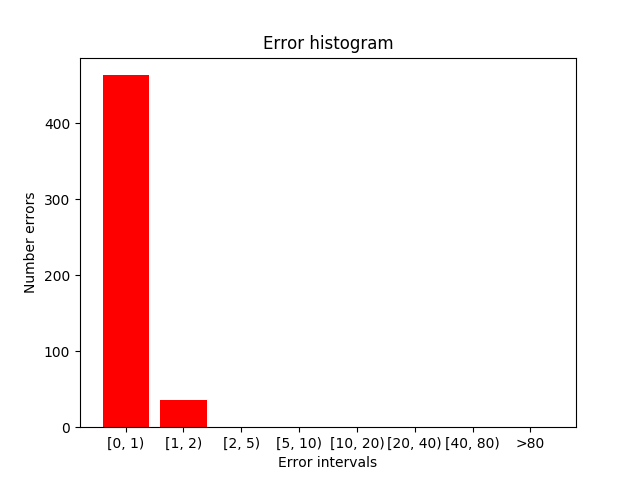 Error histogram
Number errors
400
300
200
100
0
[0, 1) [1, 2) [2, 5) [5, 10) [10, 20) [20, 40) [40, 80) >80
Error intervals